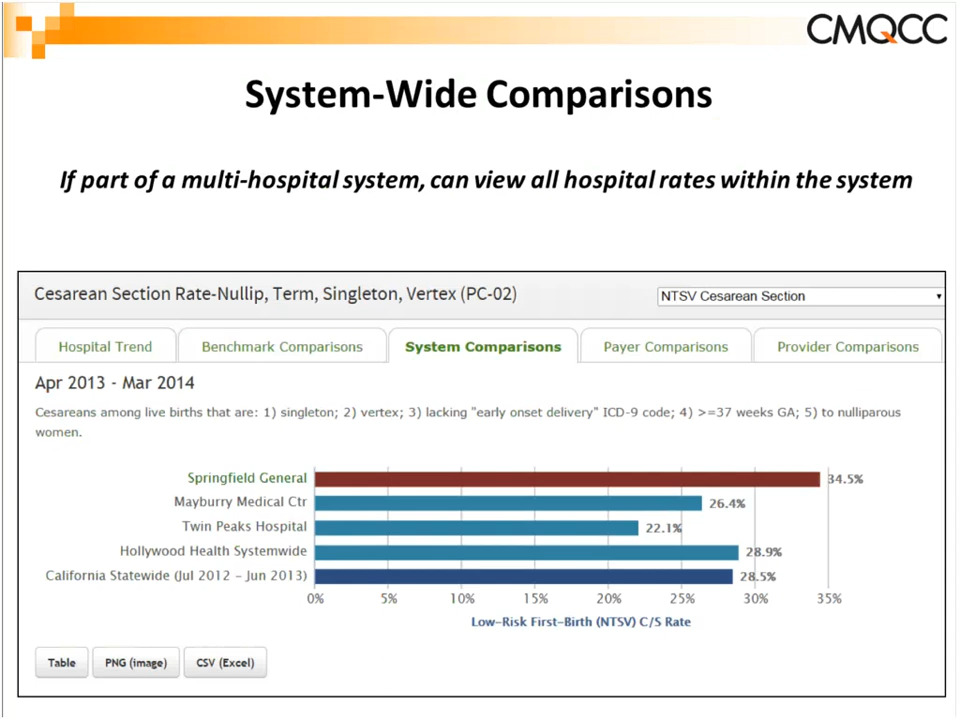 CMQCC
System-Wide Comparisons
If part of a multi-hospital system, can view all hospital rates within the system
Cesarean Section Rate-Nullip, Term, Singleton, Vertex (PC-02)
NTSV Cesarean Section
Hospital Trend
Benchmark Comparisons
System Comparisons
Payer Comparisons
Provider Comparisons
Apr 2013 - Mar 2014
Cesareans among live births that are: 1) singleton; 2) vertex; 3) lacking "early onset delivery" ICD-9 code; 4) >=37 weeks GA; 5) to nulliparous
women.
Springfield General 34.5%
Mayburry Medical Ctr 26.4%
Twin Peaks Hospital 22.1%
Hollywood Health Systemwide 28.9%
California Statewide (Jul 2012 – Jun 2013) 28.5%
0% 5% 10% 15% 20% 25% 30% 35%
Low–Risk First–Birth (NTSV) C/S Rate
Table
PNG (image)
CSV (Excel)